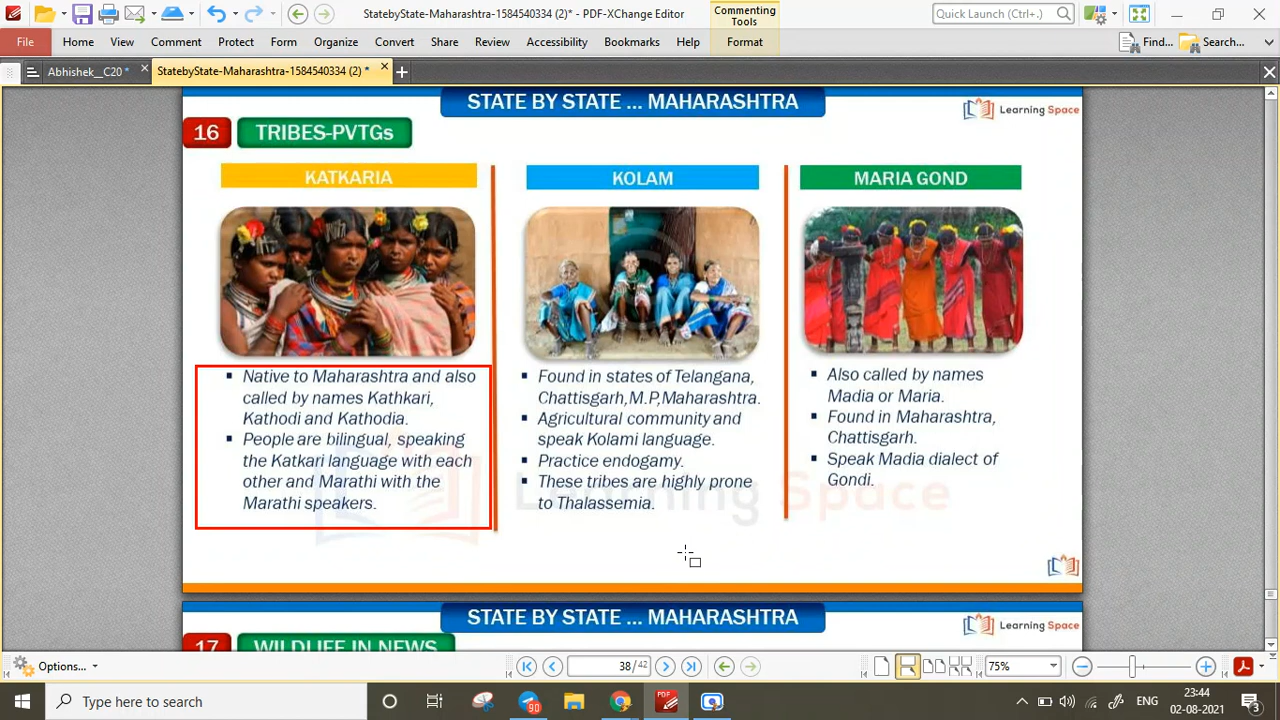 StatebyState-Maharashtra-1584540334 (2)* - PDF-XChange Editor
Commenting Tools
Quick Launch (Ctrl+.)
File Home View Comment Protect Form Organize Convert Share Review Accessibility Bookmarks Help Format Find... Search...
Abhishek__C20 *
StatebyState-Maharashtra-1584540334 (2) *
STATE BY STATE ... MAHARASHTRA
Learning Space
16 TRIBES-PVTGs
KATKARIA
▪ Native to Maharashtra and also
called by names Kathkari,
Kathodi and Kathodia.
▪ People are bilingual, speaking
the Katkari language with each
other and Marathi with the
Marathi speakers.
KOLAM
▪ Found in states of Telangana,
Chattisgarh,M.P,Maharashtra.
▪ Agricultural community and
speak Kolami language.
▪ Practice endogamy.
▪ These tribes are highly prone
to Thalassemia.
MARIA GOND
▪ Also called by names
Madia or Maria.
▪ Found in Maharashtra,
Chattisgarh.
▪ Speak Madia dialect of
Gondi.
Learning Space
STATE BY STATE ... MAHARASHTRA
Learning Space
17 WILDLIFE IN NEWS
Options...
38 / 42
75%
Type here to search
90
PDF
ENG
23:44
02-08-2021
3